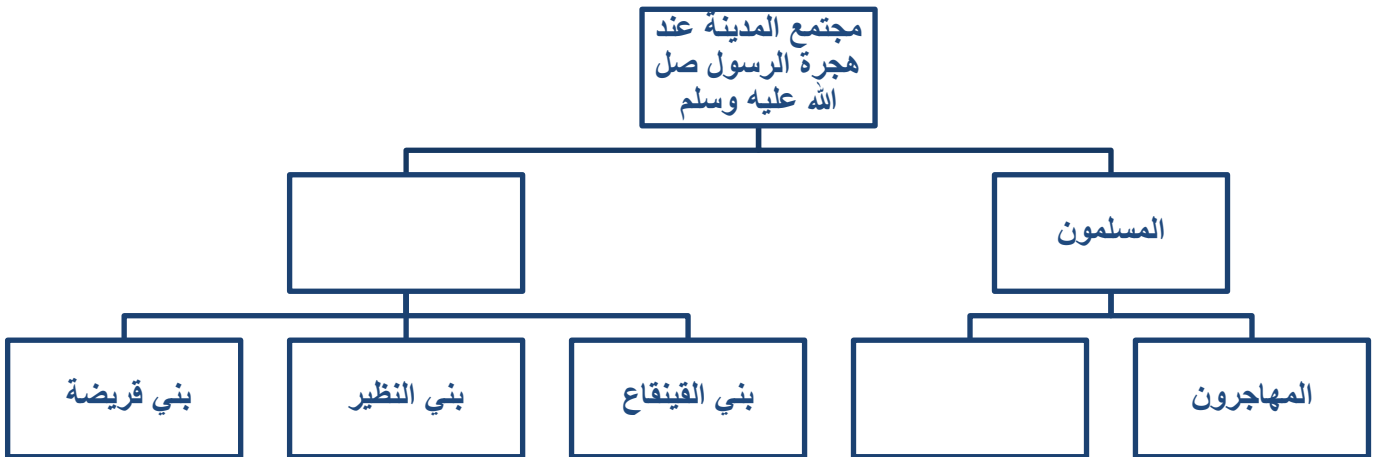 مجتمع المدينة عند
هجرة الرسول صل
الله عليه وسلم
المسلمون
المهاجرون
بني القينقاع
بني النظير
بني قريضة